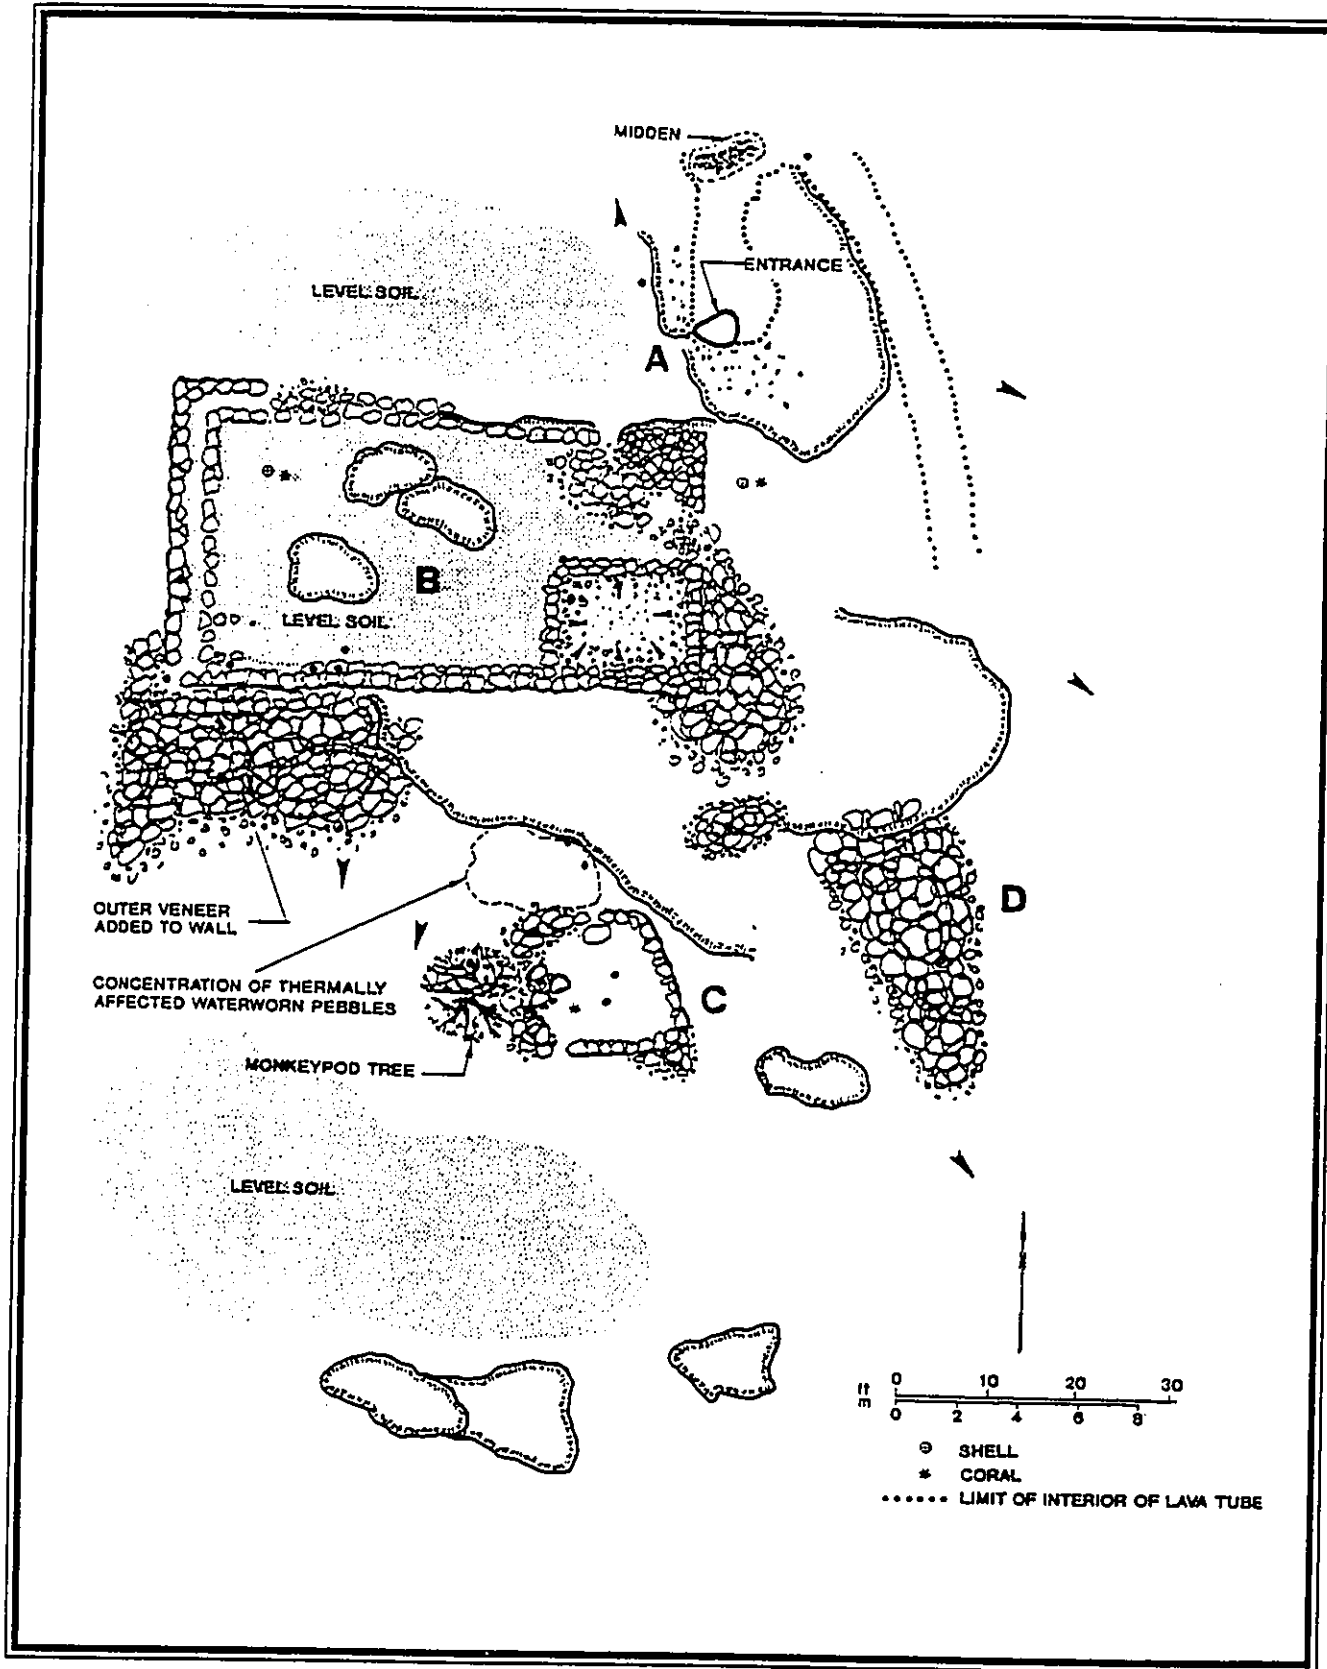 MIDDEN
ENTRANCE
LEVEL SOIL
A
B
LEVEL SOIL
D
OUTER VENEER
ADDED TO WALL
CONCENTRATION OF THERMALLY
AFFECTED WATERWORN PEBBLES
C
MONKEYPOD TREE
LEVEL SOIL
N
ft 0 10 20 30
m 0 2 4 6 8
SHELL
CORAL
LIMIT OF INTERIOR OF LAVA TUBE